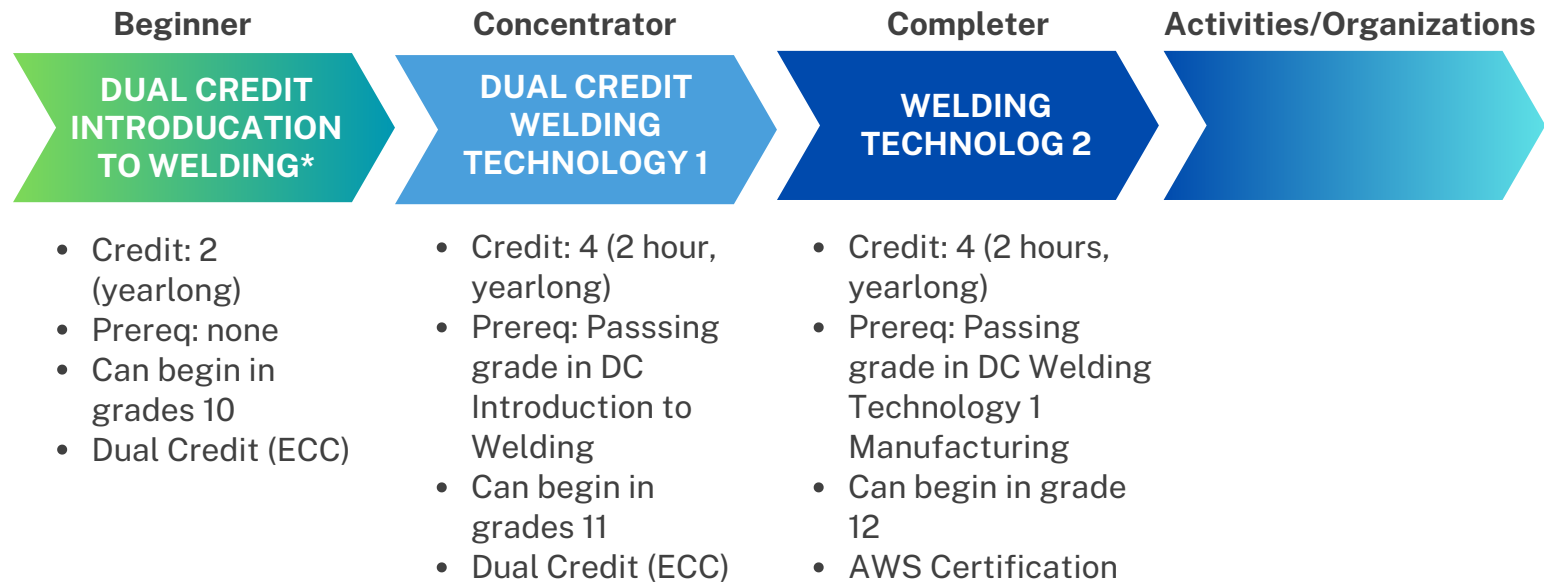 Beginner
DUAL CREDIT
INTRODUCATION
TO WELDING*
• Credit: 2
(yearlong)
• Prereq: none
• Can begin in
grades 10
• Dual Credit (ECC)
Concentrator
DUAL CREDIT
WELDING
TECHNOLOGY 1
• Credit: 4 (2 hour,
yearlong)
• Prereq: Passsing
grade in DC
Introduction to
Welding
• Can begin in
grades 11
• Dual Credit (ECC)
Completer
WELDING
TECHNOLOG 2
• Credit: 4 (2 hours,
yearlong)
• Prereq: Passing
grade in DC Welding
Technology 1
Manufacturing
• Can begin in grade
12
• AWS Certification
Activities/Organizations